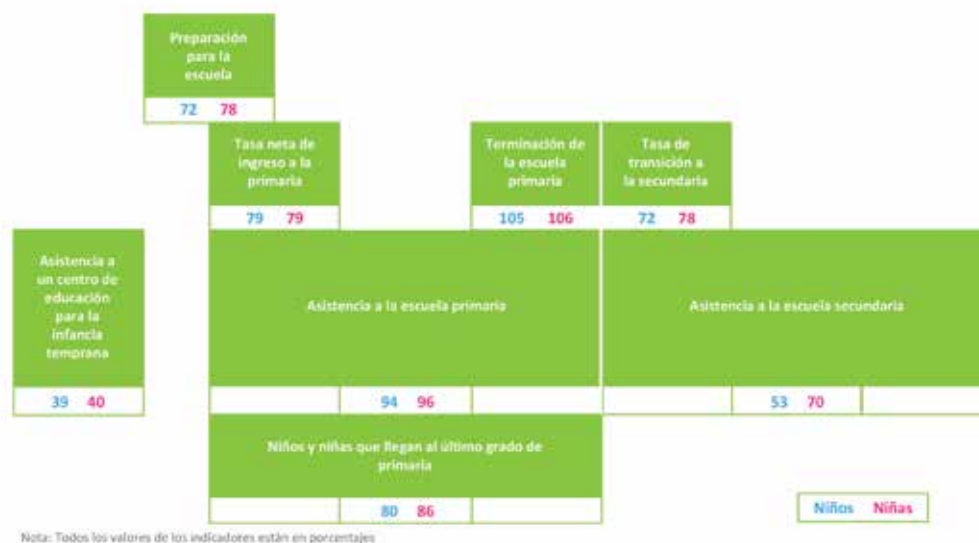 Preparación
para la
escuela
72 78
Tasa neta de
ingreso a la
primaria
79 79
Terminación de
la escuela
primaria
105 106
Tasa de
transición a
la secundaria
72 78
Asistencia a
un centro de
educación
para la
infancia
temprana
39 40
Asistencia a la escuela primaria
94 96
Asistencia a la escuela secundaria
53 70
Niños y niñas que llegan al último grado de
primaria
80 86
Niños Niñas
Nota: Todos los valores de los indicadores están en porcentajes